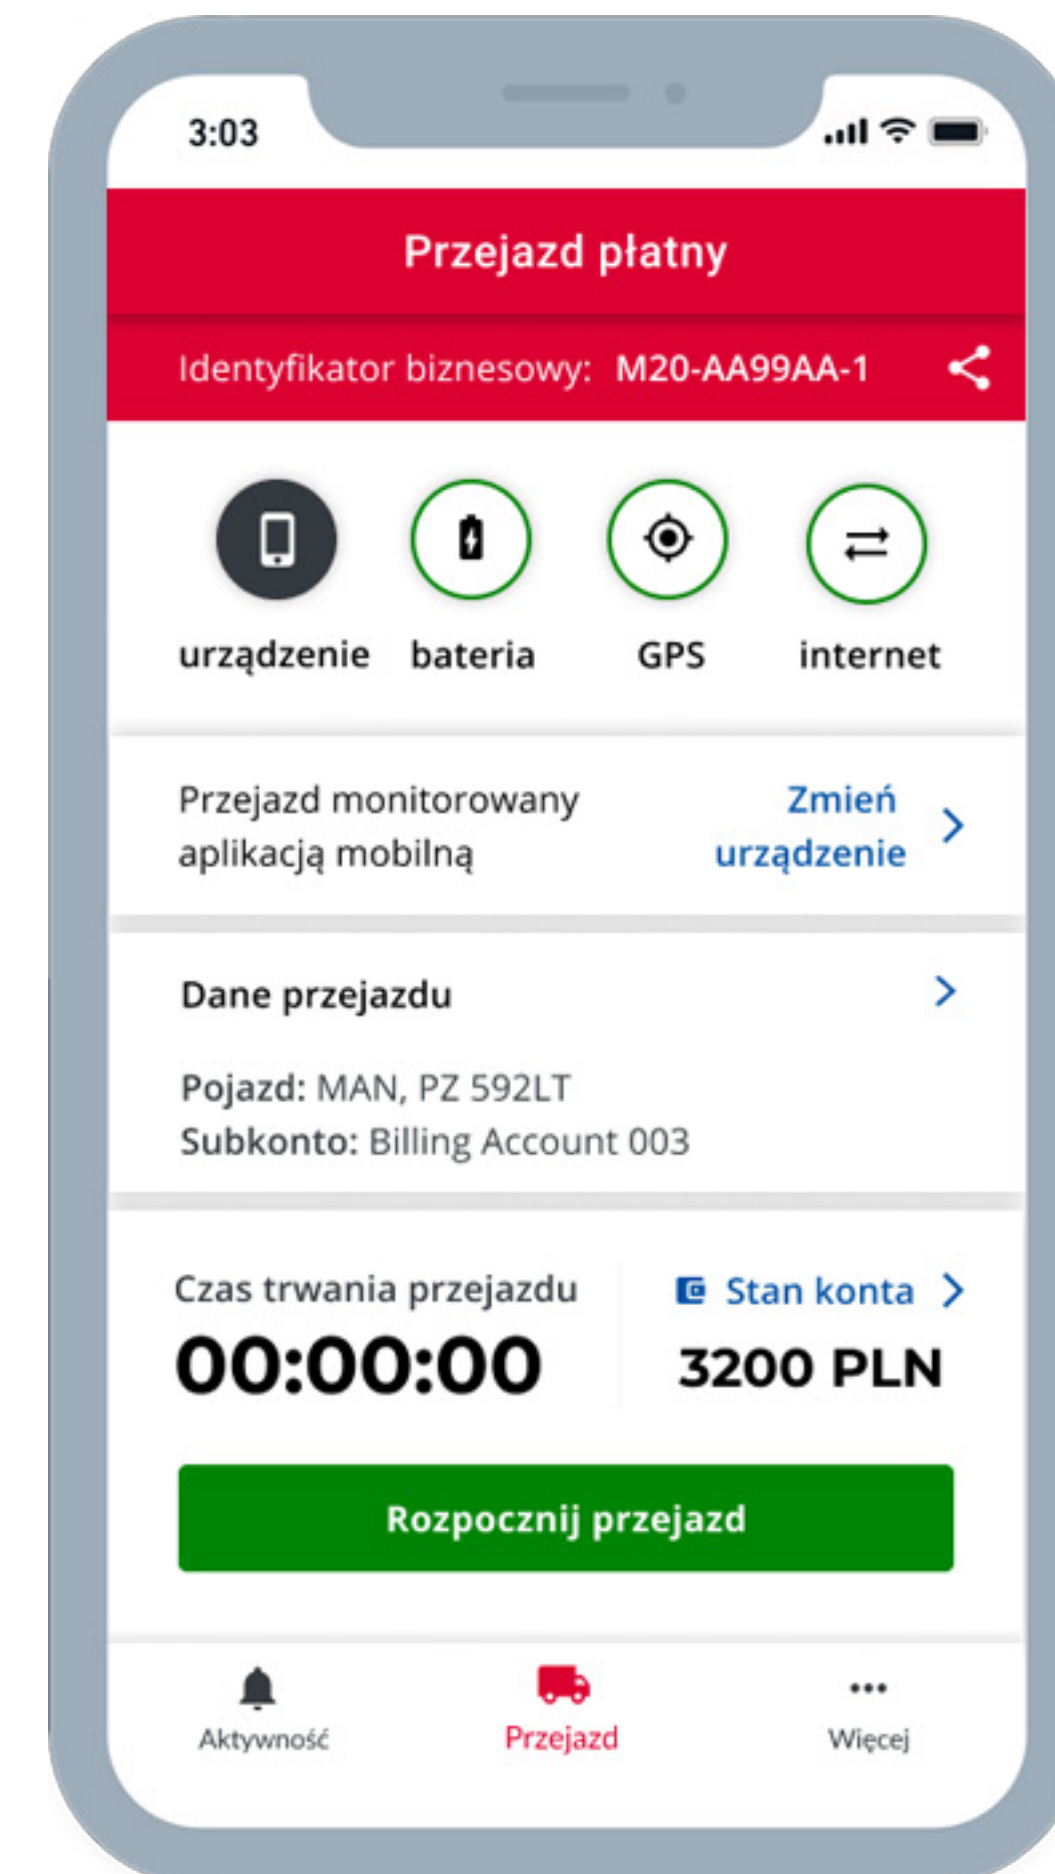 3:03
Przejazd płatny
Identyfikator biznesowy: M20-AA99AA-1
urządzenie bateria GPS internet
Przejazd monitorowany
aplikacją mobilną
Zmień
urządzenie
Dane przejazdu
Pojazd: MAN, PZ 592LT
Subkonto: Billing Account 003
Czas trwania przejazdu
00:00:00
Stan konta
3200 PLN
Rozpocznij przejazd
Aktywność Przejazd Więcej